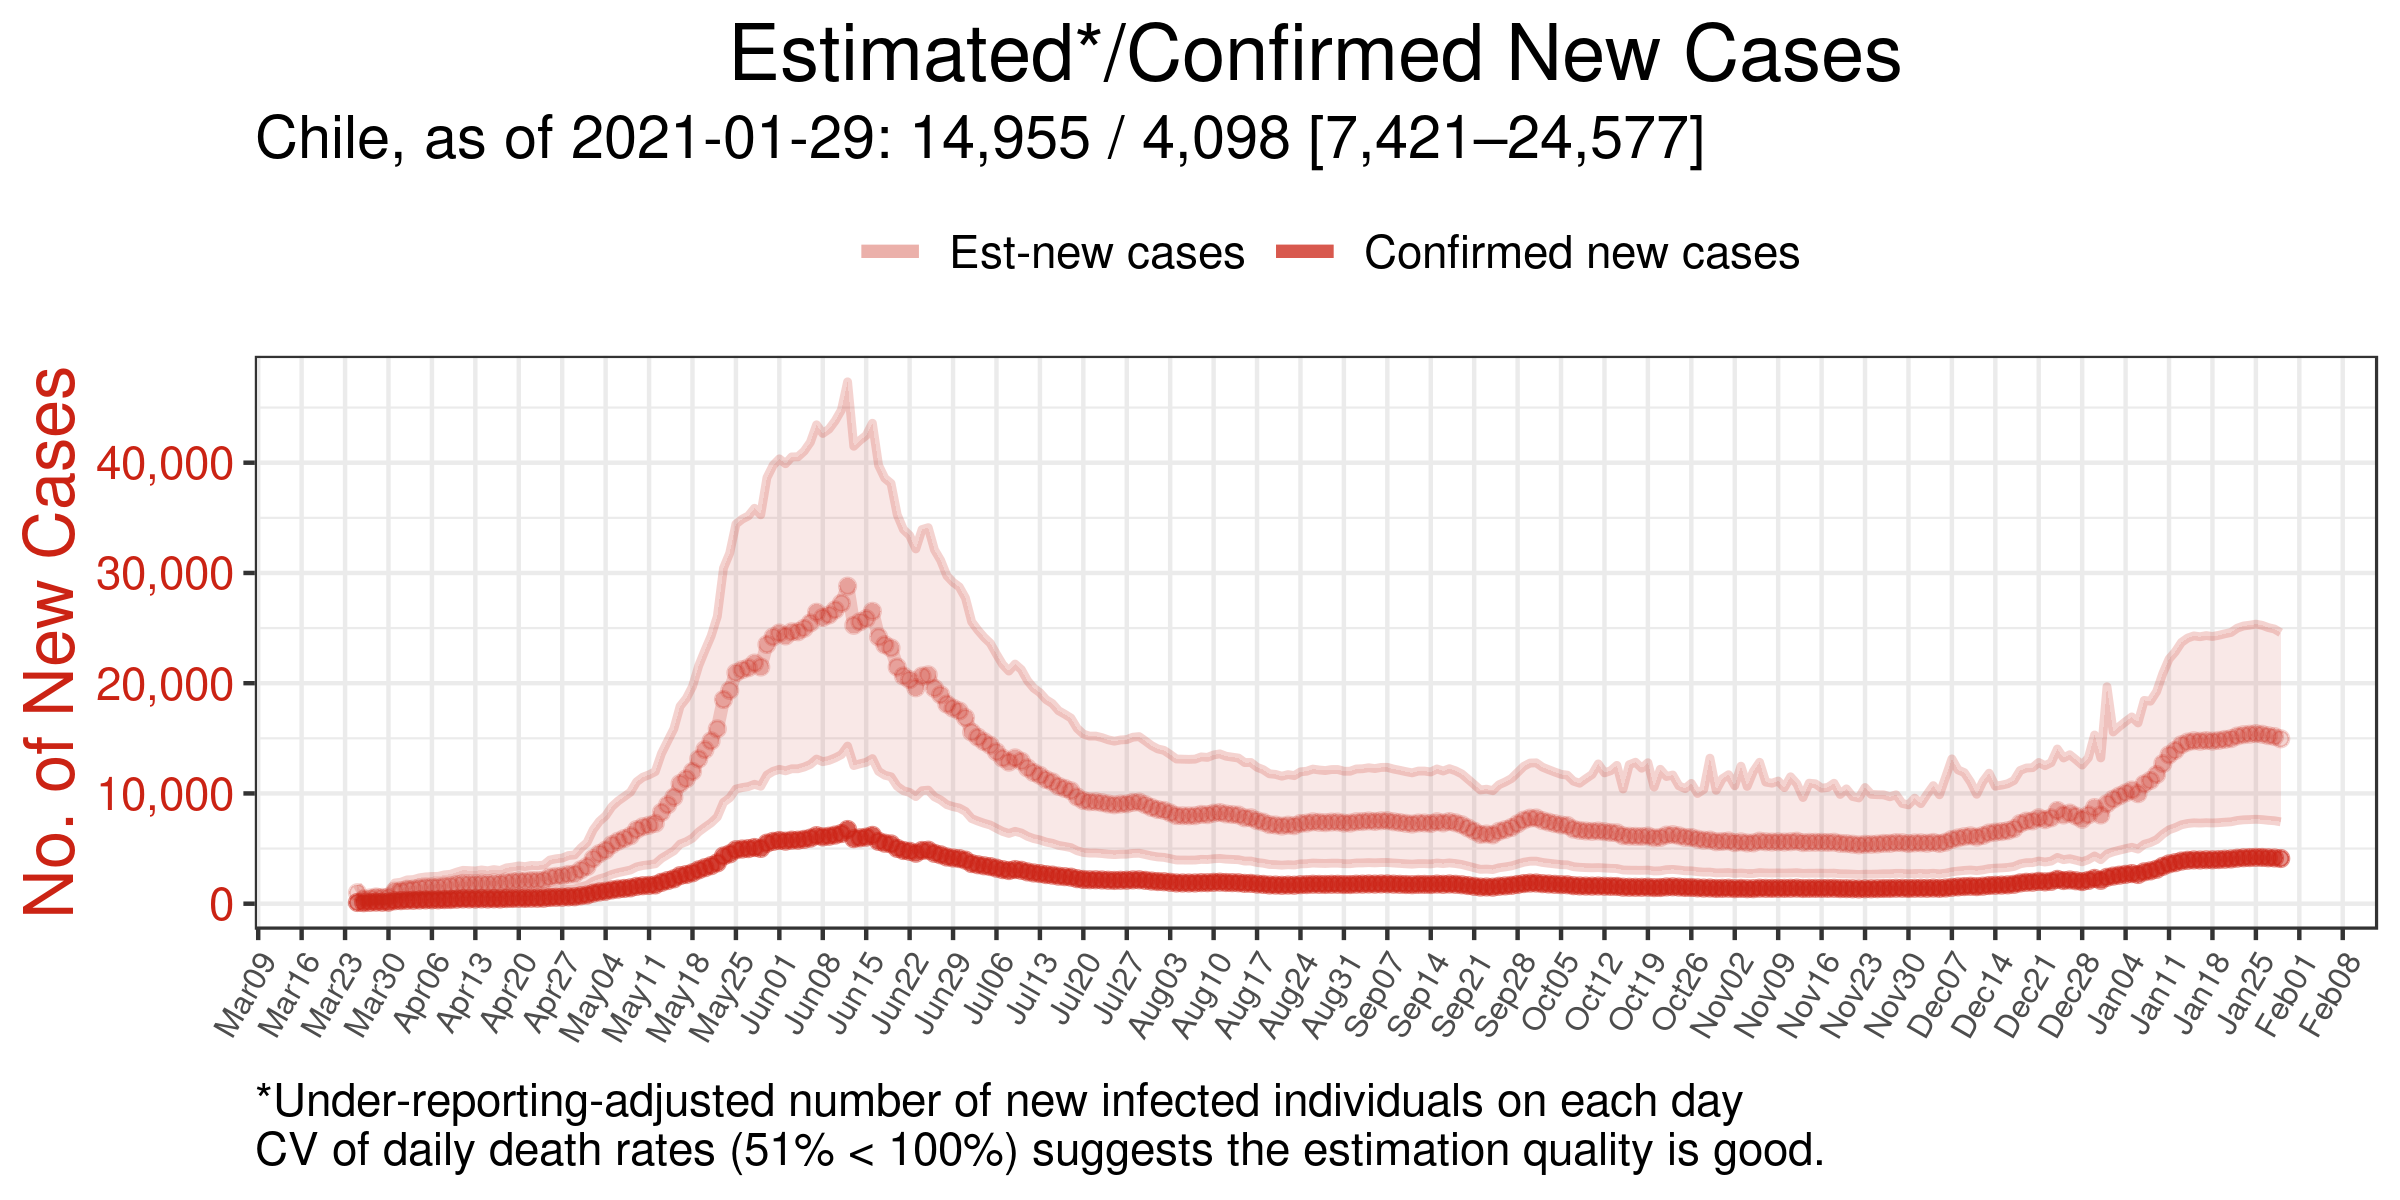 Estimated*/Confirmed New Cases
Chile, as of 2021-01-29: 14,955 / 4,098 [7,421–24,577]
Est-new cases
Confirmed new cases
No. of New Cases
40,000
30,000
20,000
10,000
0
Mar09
Mar16
Mar23
Mar30
Apr06
Apr13
Apr20
Apr27
May04
May11
May18
May25
Jun01
Jun08
Jun15
Jun22
Jun29
Jul06
Jul13
Jul20
Jul27
Aug03
Aug10
Aug17
Aug24
Aug31
Sep07
Sep14
Sep21
Sep28
Oct05
Oct12
Oct19
Oct26
Nov02
Nov09
Nov16
Nov23
Nov30
Dec07
Dec14
Dec21
Dec28
Jan04
Jan11
Jan18
Jan25
Feb01
Feb08
*Under-reporting-adjusted number of new infected individuals on each day
CV of daily death rates (51% < 100%) suggests the estimation quality is good.